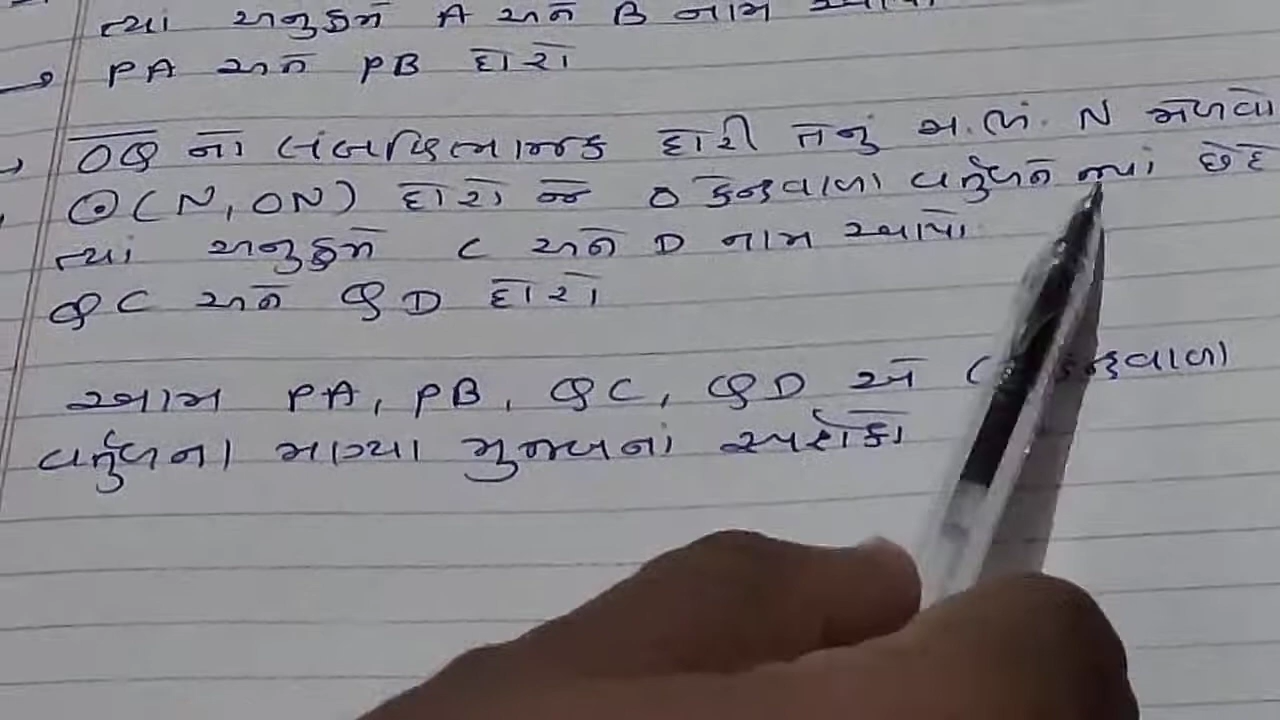 ત્યાં અનુક્રમે A અને B નામ આપો
→ PA અને PB દોરો
→ OQ નો લંબદ્વિભાજક દોરી તેનું મ.બિં. N મેળવો
⊙(N, ON) દોરો જે O કેન્દ્રવાળા વર્તુળને જ્યાં છેદે
ત્યાં અનુક્રમે C અને D નામ આપો
QC અને QD દોરો
આમ PA, PB, QC, QD એ કેન્દ્રવાળા
વર્તુળના માગ્યા મુજબનાં સ્પર્શકો